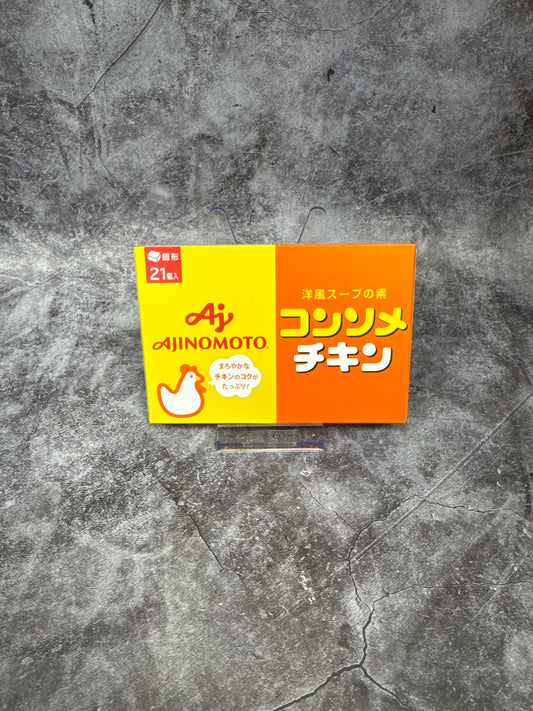 固形
21個入
Aj
AJINOMOTO®
まろやかな
チキンのコクが
たっぷり!
洋風スープの素
コンソメ
チキン